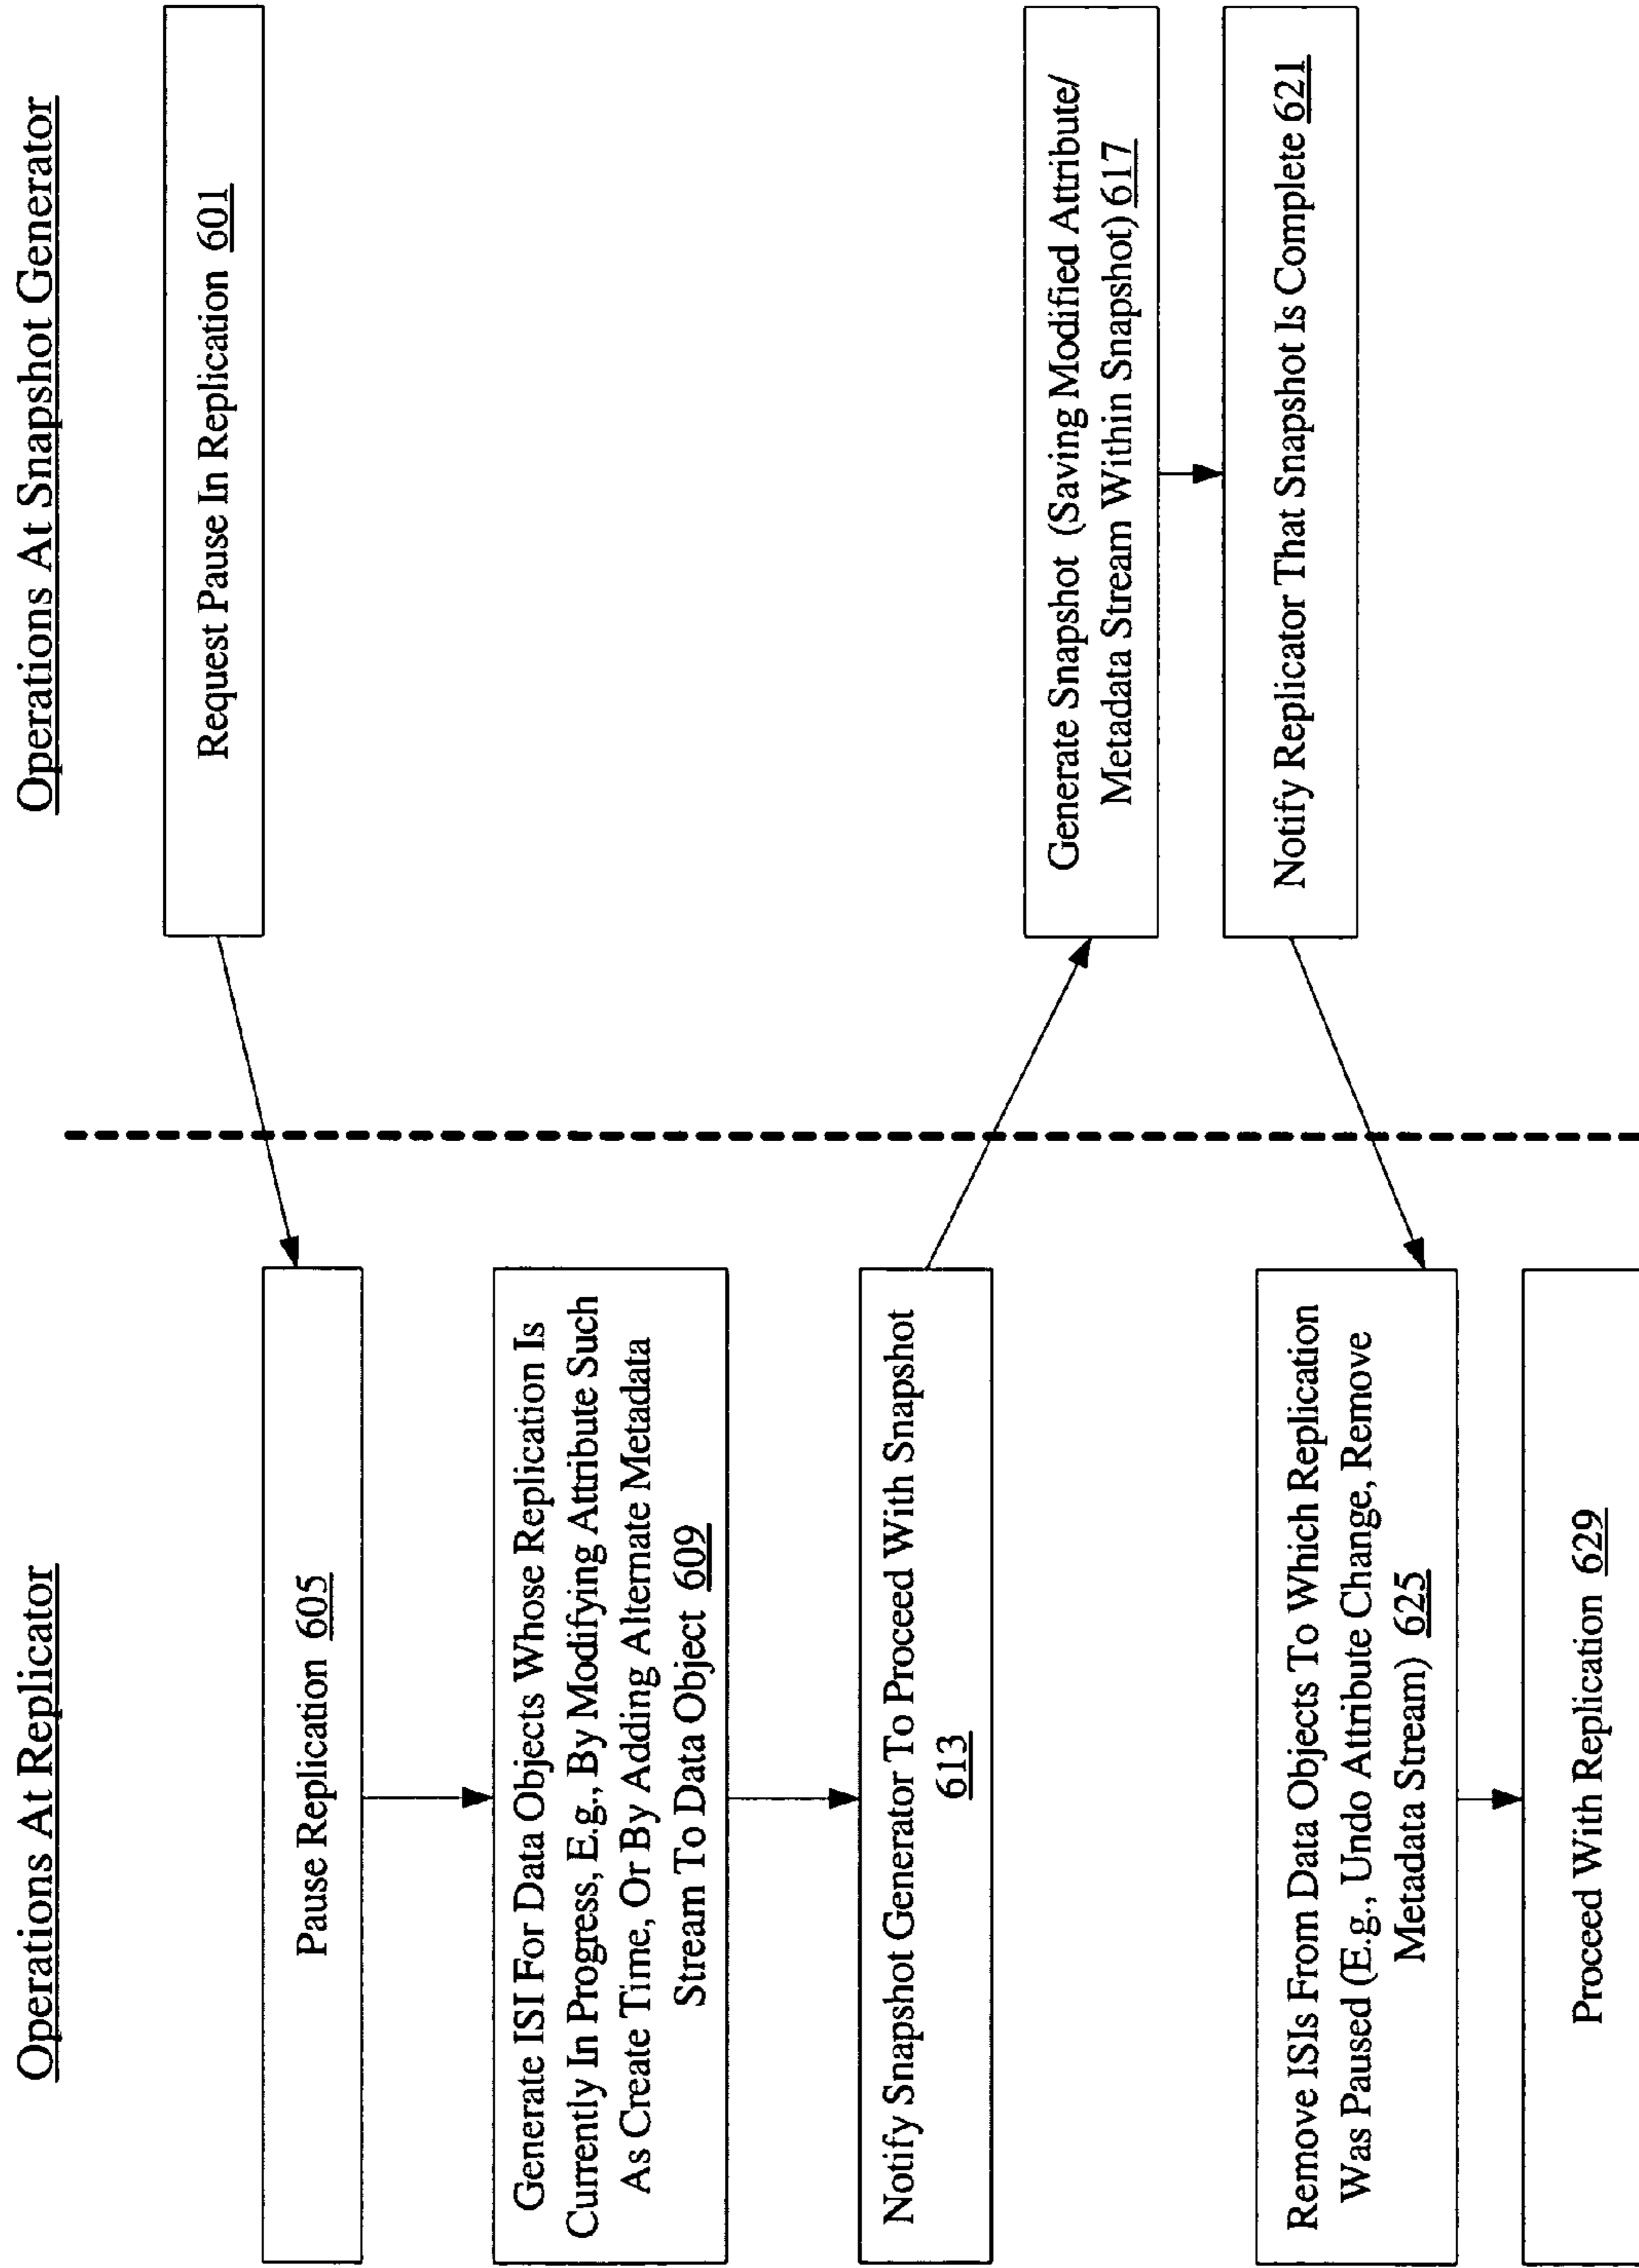 Operations At Replicator
Operations At Snapshot Generator
Request Pause In Replication 601
Pause Replication 605
Generate ISI For Data Objects Whose Replication Is
Currently In Progress, E.g., By Modifying Attribute Such
As Create Time, Or By Adding Alternate Metadata
Stream To Data Object 609
Notify Snapshot Generator To Proceed With Snapshot
613
Generate Snapshot (Saving Modified Attribute/
Metadata Stream Within Snapshot) 617
Notify Replicator That Snapshot Is Complete 621
Remove ISIs From Data Objects To Which Replication
Was Paused (E.g., Undo Attribute Change, Remove
Metadata Stream) 625
Proceed With Replication 629